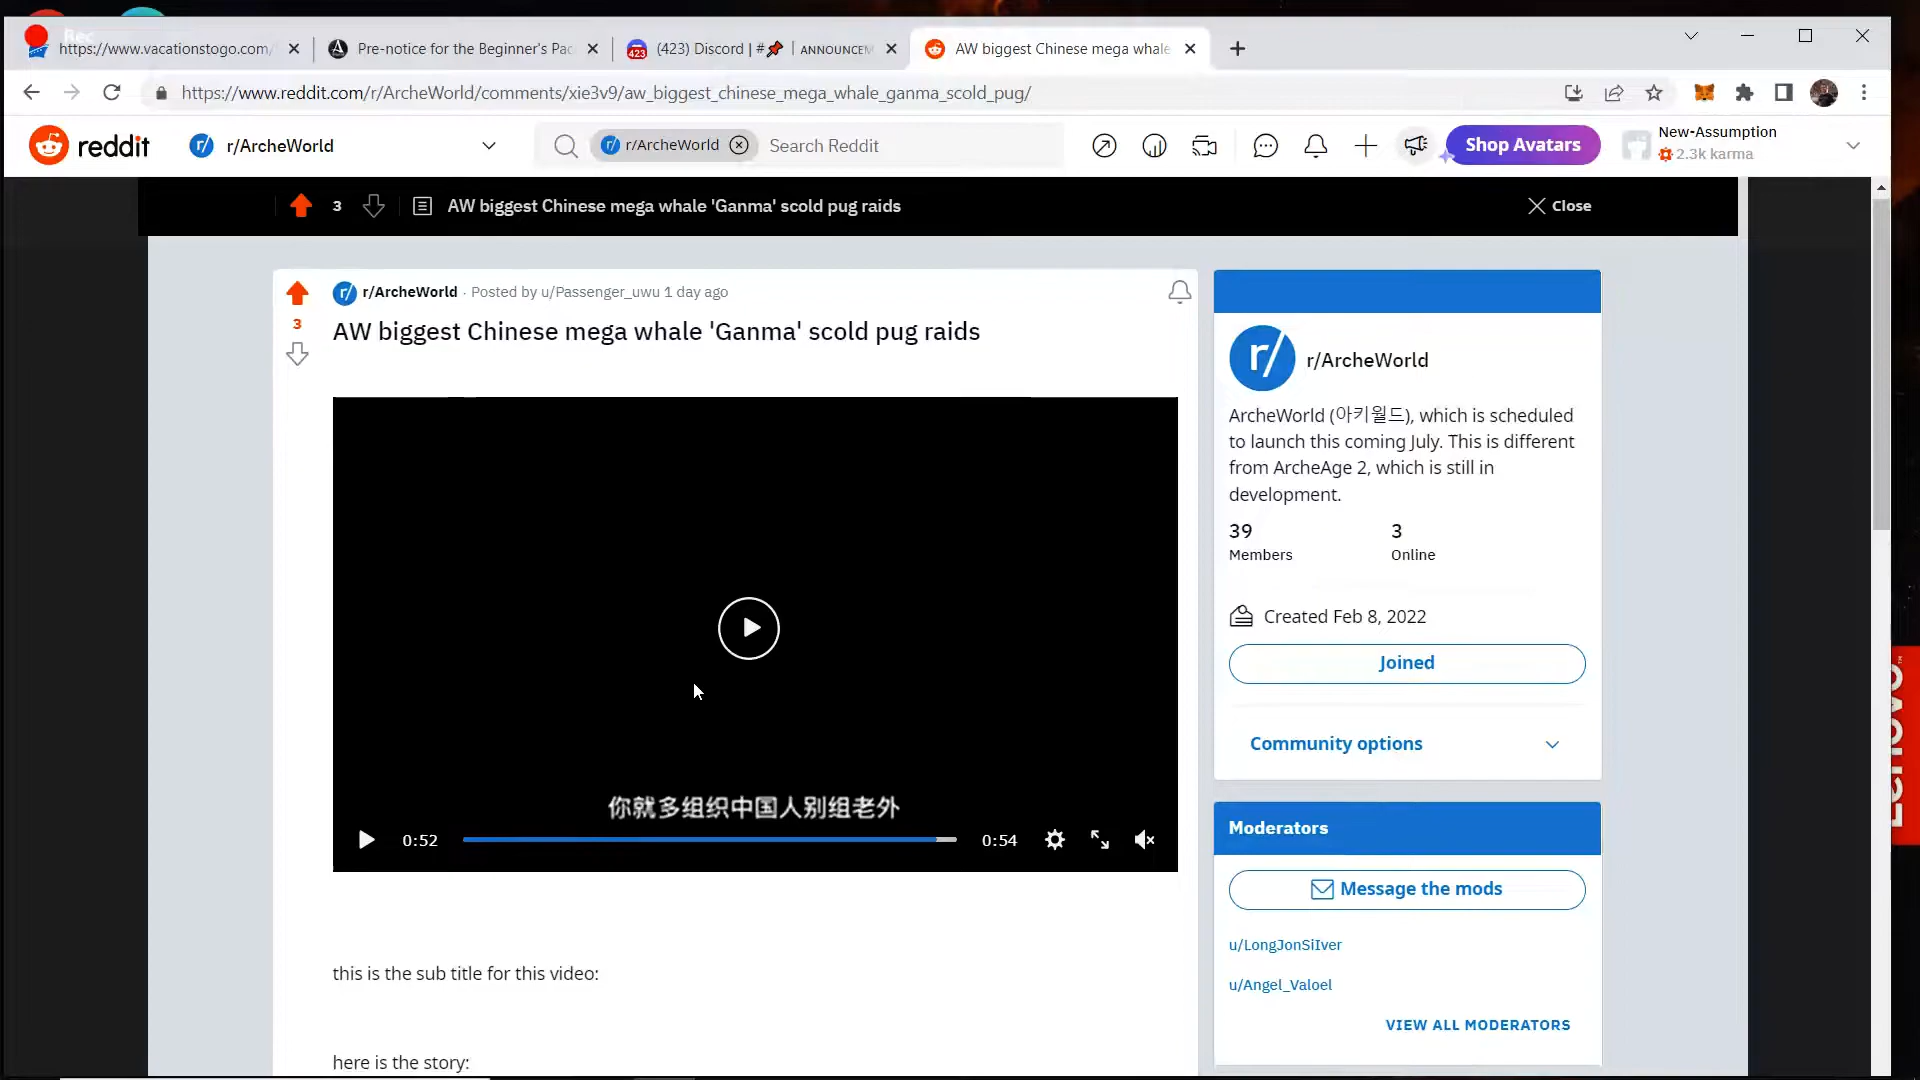 Rec
https://www.vacationstogo.com/
Pre-notice for the Beginner's Pac
423
(423) Discord | #📌 | ANNOUNCEM
AW biggest Chinese mega whale
https://www.reddit.com/r/ArcheWorld/comments/xie3v9/aw_biggest_chinese_mega_whale_ganma_scold_pug/
reddit
r/ r/ArcheWorld
r/ r/ArcheWorld
Search Reddit
Shop Avatars
New-Assumption
2.3k karma
3
AW biggest Chinese mega whale 'Ganma' scold pug raids
Close
r/ r/ArcheWorld · Posted by u/Passenger_uwu 1 day ago
3
AW biggest Chinese mega whale 'Ganma' scold pug raids
你就多组织中国人别组老外
0:52
0:54
this is the sub title for this video:
here is the story:
r/ r/ArcheWorld
ArcheWorld (아키월드), which is scheduled
to launch this coming July. This is different
from ArcheAge 2, which is still in
development.
39
Members
3
Online
Created Feb 8, 2022
Joined
Community options
Moderators
Message the mods
u/LongJonSiIver
u/Angel_Valoel
VIEW ALL MODERATORS
Lenovo